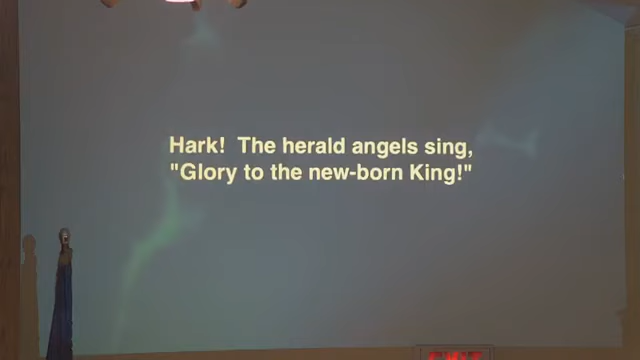 Hark! The herald angels sing,
"Glory to the new-born King!"